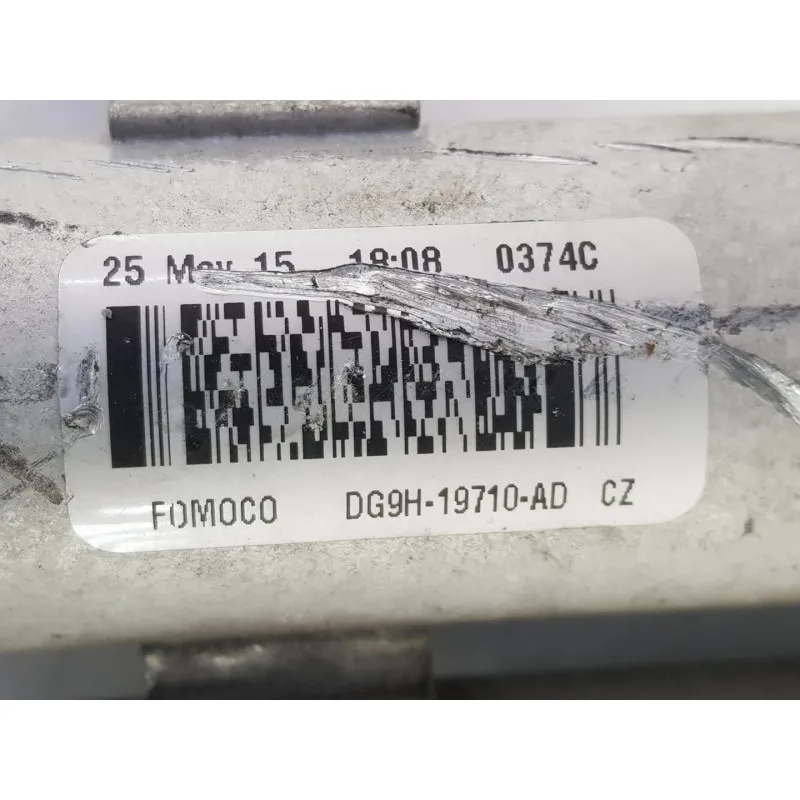 25 May 15 18:08 0374C
FOMOCO DG9H-19710-AD CZ